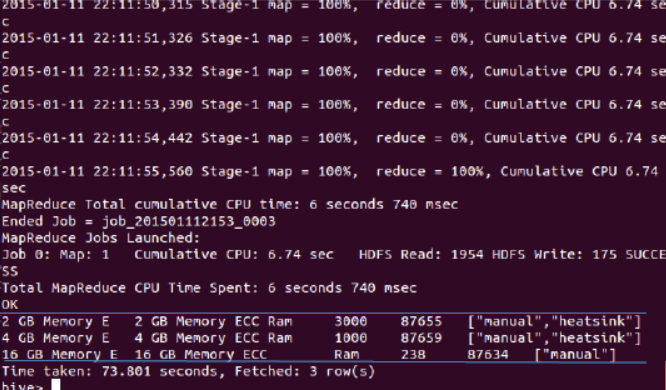 2015-01-11 22:11:50,315 Stage-1 map = 100%,  reduce = 0%, Cumulative CPU 6.74 se
c
2015-01-11 22:11:51,326 Stage-1 map = 100%,  reduce = 0%, Cumulative CPU 6.74 se
c
2015-01-11 22:11:52,332 Stage-1 map = 100%,  reduce = 0%, Cumulative CPU 6.74 se
c
2015-01-11 22:11:53,390 Stage-1 map = 100%,  reduce = 0%, Cumulative CPU 6.74 se
c
2015-01-11 22:11:54,442 Stage-1 map = 100%,  reduce = 0%, Cumulative CPU 6.74 se
c
2015-01-11 22:11:55,560 Stage-1 map = 100%,  reduce = 100%, Cumulative CPU 6.74
sec
MapReduce Total cumulative CPU time: 6 seconds 740 msec
Ended Job = job_201501112153_0003
MapReduce Jobs Launched:
Job 0: Map: 1   Cumulative CPU: 6.74 sec   HDFS Read: 1954 HDFS Write: 175 SUCCE
SS
Total MapReduce CPU Time Spent: 6 seconds 740 msec
OK
2 GB Memory E   2 GB Memory ECC Ram     3000    87655   ["manual","heatsink"]
4 GB Memory E   4 GB Memory ECC Ram     1000    87659   ["manual","heatsink"]
16 GB Memory E  16 GB Memory ECC        Ram     238     87634   ["manual"]
Time taken: 73.801 seconds, Fetched: 3 row(s)
hive>